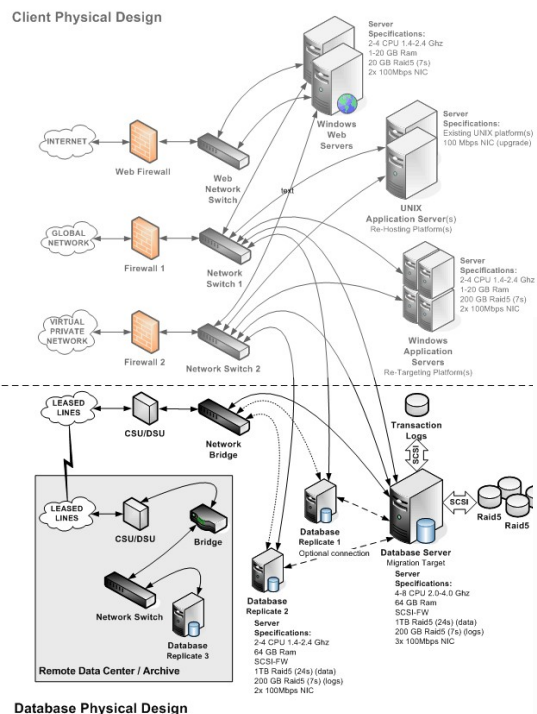 Client Physical Design
Server
Specifications:
2-4 CPU 1.4-2.4 Ghz
1-20 GB Ram
20 GB Raid5 (7s)
2x 100Mbps NIC
Windows
Web
Servers
INTERNET
Web Firewall
Web
Network
Switch
text
Server
Specifications:
Existing UNIX platform(s)
100 Mbps NIC (upgrade)
UNIX
Application Server(s)
Re-Hosting Platform(s)
GLOBAL
NETWORK
Firewall 1
Network
Switch 1
Server
Specifications:
2-4 CPU 1.4-2.4 Ghz
1-20 GB Ram
200 GB Raid5 (7s)
2x 100Mbps NIC
Windows
Application
Servers
Re-Targeting Platform(s)
VIRTUAL
PRIVATE
NETWORK
Firewall 2
Network Switch 2
LEASED
LINES
CSU/DSU
Network
Bridge
Transaction
Logs
SCSI
SCSI
Raid5
Raid5
LEASED
LINES
CSU/DSU
Bridge
Network Switch
Database
Replicate 3
Remote Data Center / Archive
Database
Replicate 1
Optional connection
Database Server
Migration Target
Server
Specifications:
4-8 CPU 2.0-4.0 Ghz
64 GB Ram
SCSI-FW
1TB Raid5 (24s) (data)
200 GB Raid5 (7s) (logs)
3x 100Mbps NIC
Database
Replicate 2
Server
Specifications:
2-4 CPU 1.4-2.4 Ghz
64 GB Ram
SCSI-FW
1TB Raid5 (24s) (data)
200 GB Raid5 (7s) (logs)
2x 100Mbps NIC
Database Physical Design